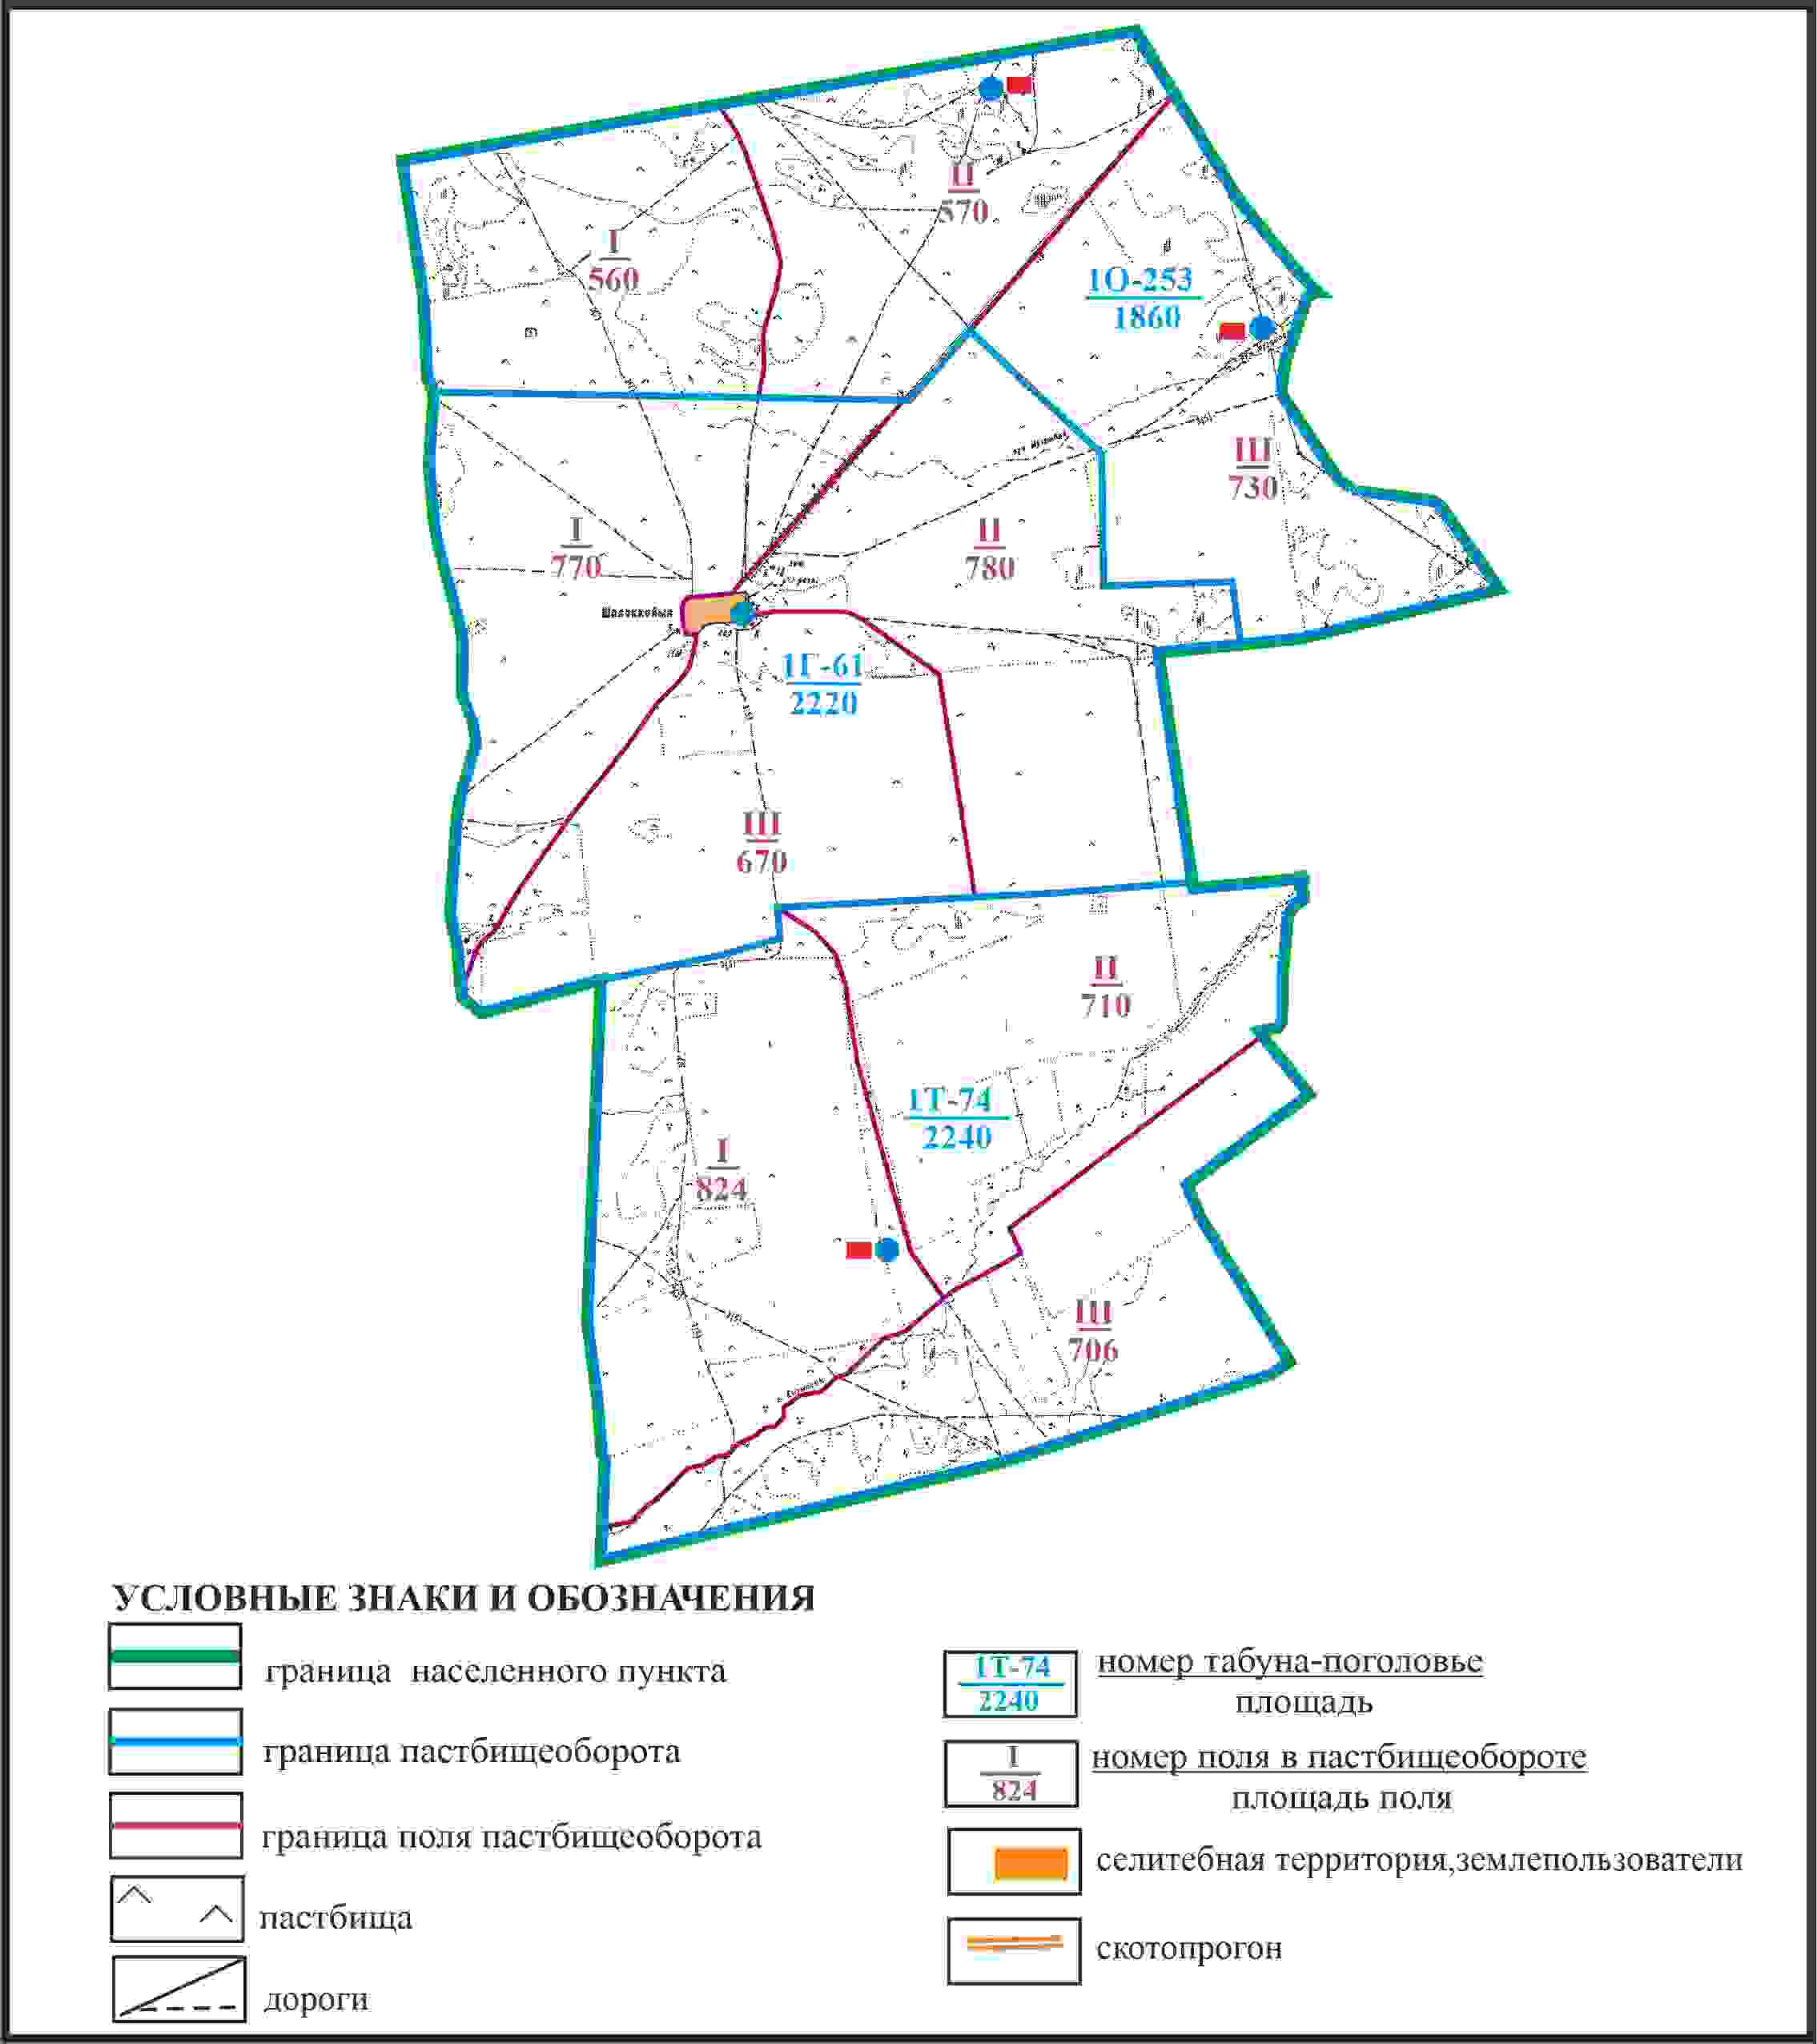 II
570
I
560
1О-253
1860
III
730
I
770
II
780
Шолаккойык
1Г-61
2220
III
670
II
710
1Т-74
2240
I
824
III
706
УСЛОВНЫЕ ЗНАКИ И ОБОЗНАЧЕНИЯ
граница населенного пункта
граница пастбищеоборота
граница поля пастбищеоборота
пастбища
дороги
1Т-74
2240
номер табуна-поголовье
площадь
I
824
номер поля в пастбищеобороте
площадь поля
селитебная территория,землепользователи
скотопрогон